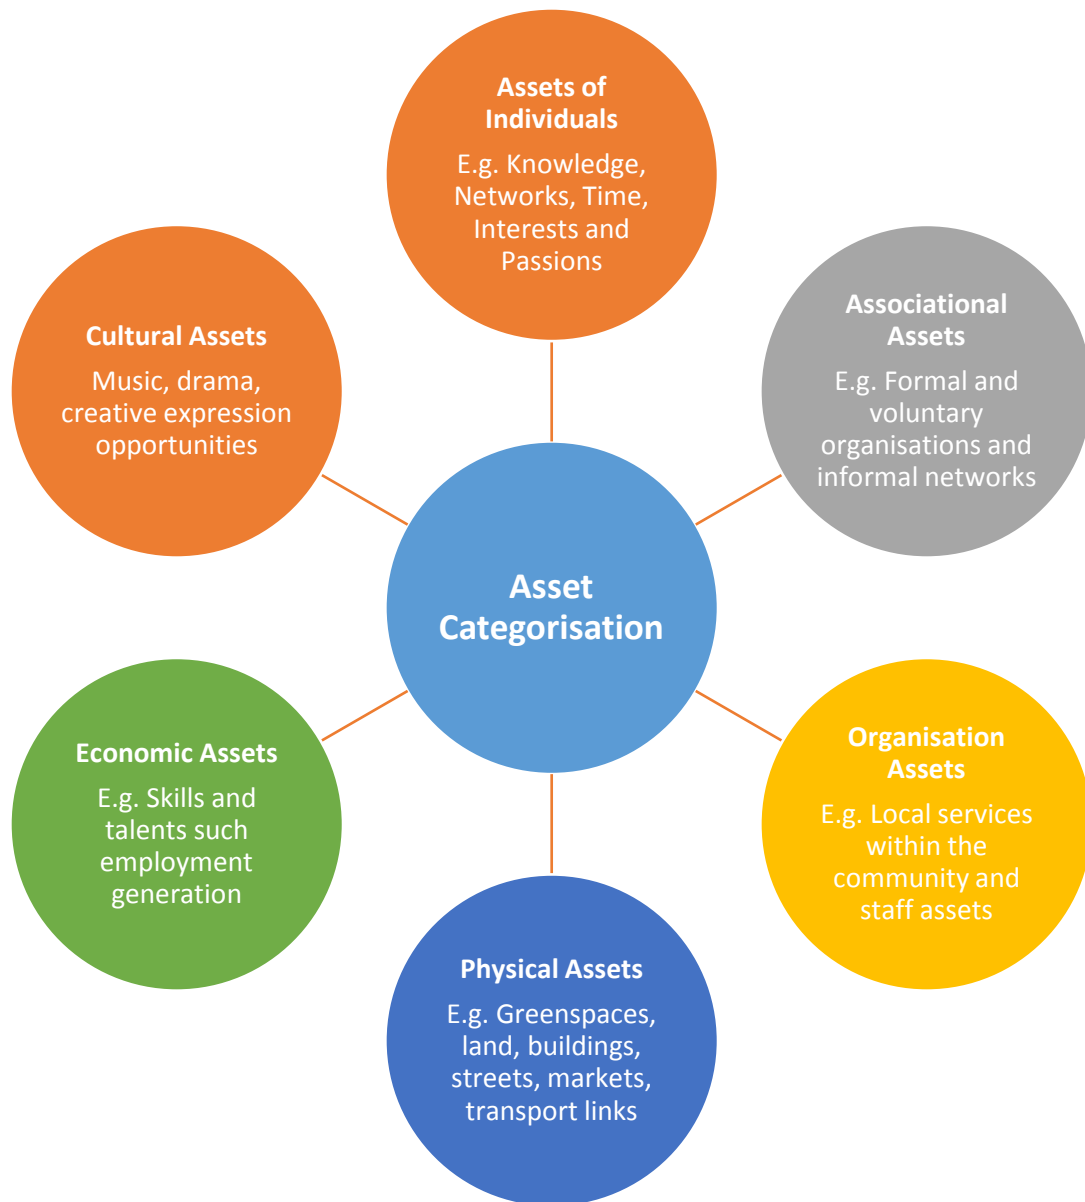 Assets of
Individuals
E.g. Knowledge,
Networks, Time,
Interests and
Passions
Associational
Assets
E.g. Formal and
voluntary
organisations and
informal networks
Organisation
Assets
E.g. Local services
within the
community and
staff assets
Physical Assets
E.g. Greenspaces,
land, buildings,
streets, markets,
transport links
Economic Assets
E.g. Skills and
talents such
employment
generation
Cultural Assets
Music, drama,
creative expression
opportunities
Asset
Categorisation